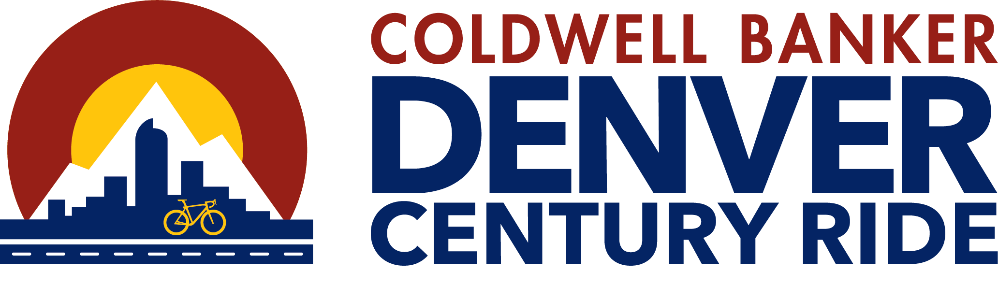 COLDWELL BANKER
DENVER
CENTURY RIDE